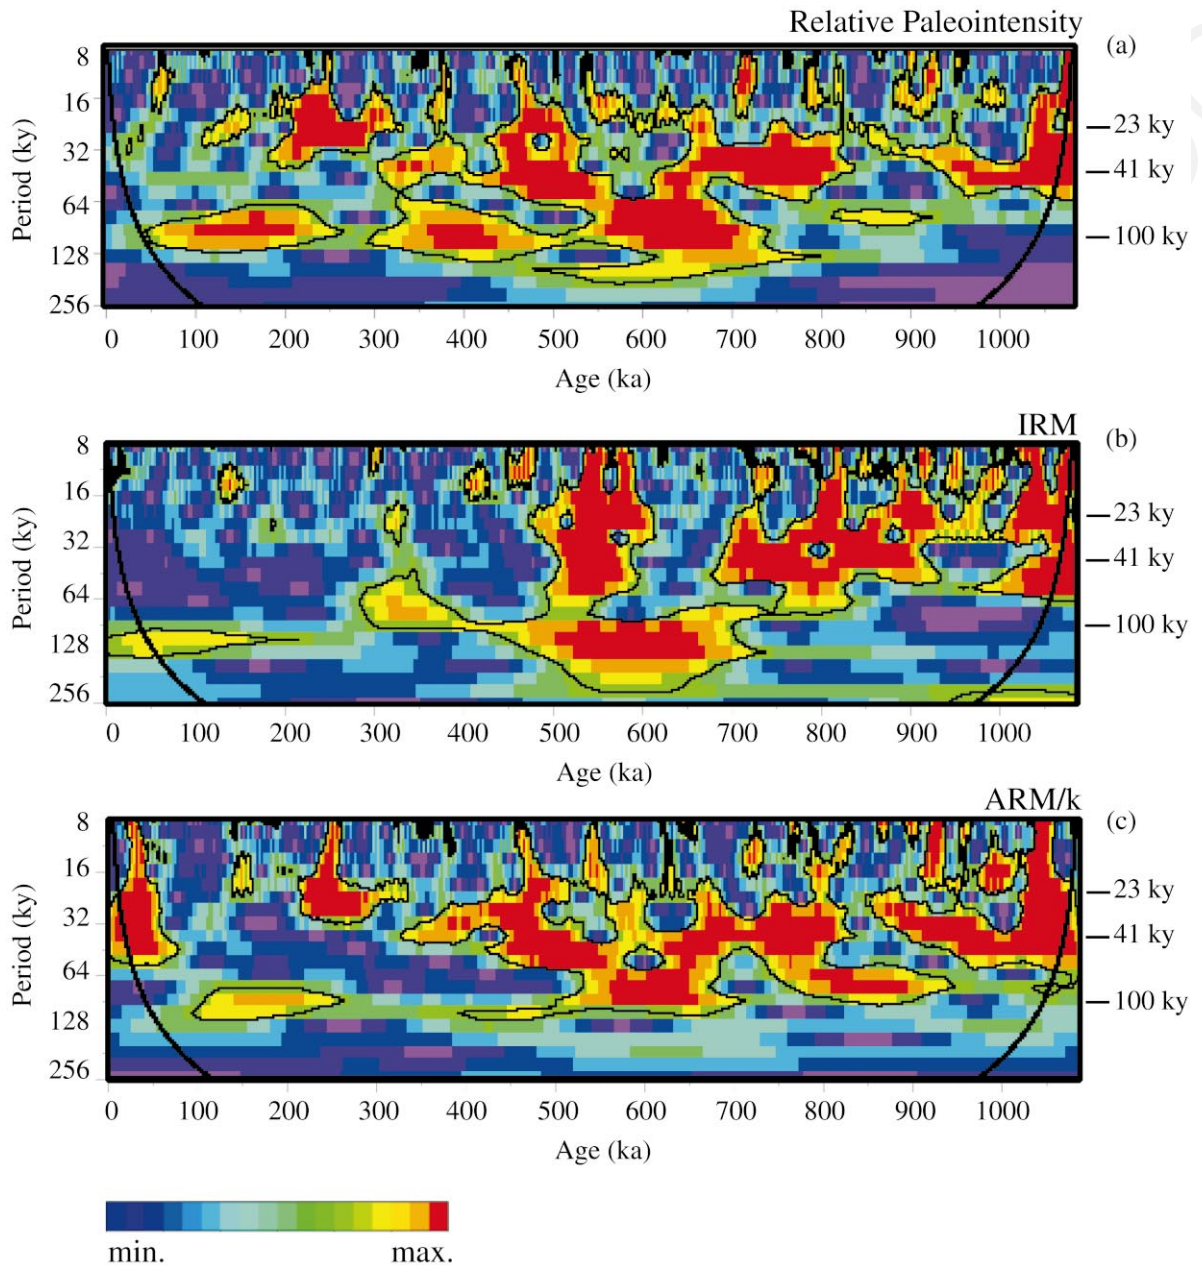 Relative Paleointensity
(a)
8
16
32
64
128
256
Period (ky)
23 ky
41 ky
100 ky
0 100 200 300 400 500 600 700 800 900 1000
Age (ka)
IRM
(b)
8
16
32
64
128
256
Period (ky)
23 ky
41 ky
100 ky
0 100 200 300 400 500 600 700 800 900 1000
Age (ka)
ARM/k
(c)
8
16
32
64
128
256
Period (ky)
23 ky
41 ky
100 ky
0 100 200 300 400 500 600 700 800 900 1000
Age (ka)
min. max.